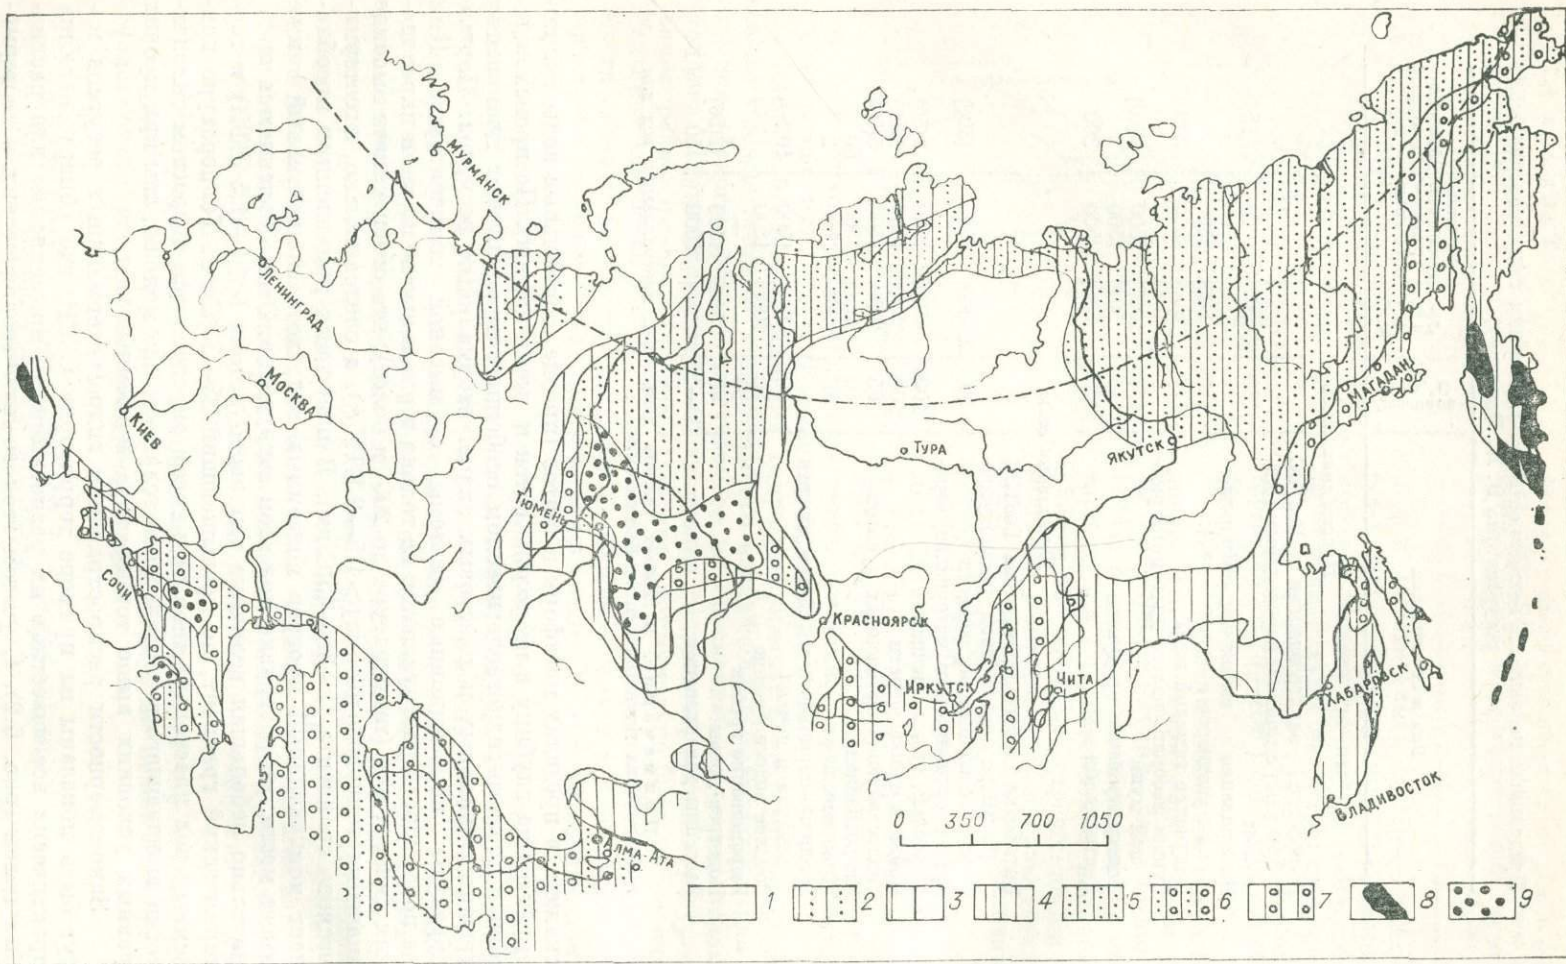 МУРМАНСК
ЛЕНИНГРАД
МОСКВА
КИЕВ
МАГАДАН
ЯКУТСК
ТУРА
ТЮМЕНЬ
СОЧИ
КРАСНОЯРСК
ИРКУТСК
ЧИТА
ХАБАРОВСК
ВЛАДИВОСТОК
АЛМА-АТА
0 350 700 1050
1 2 3 4 5 6 7 8 9